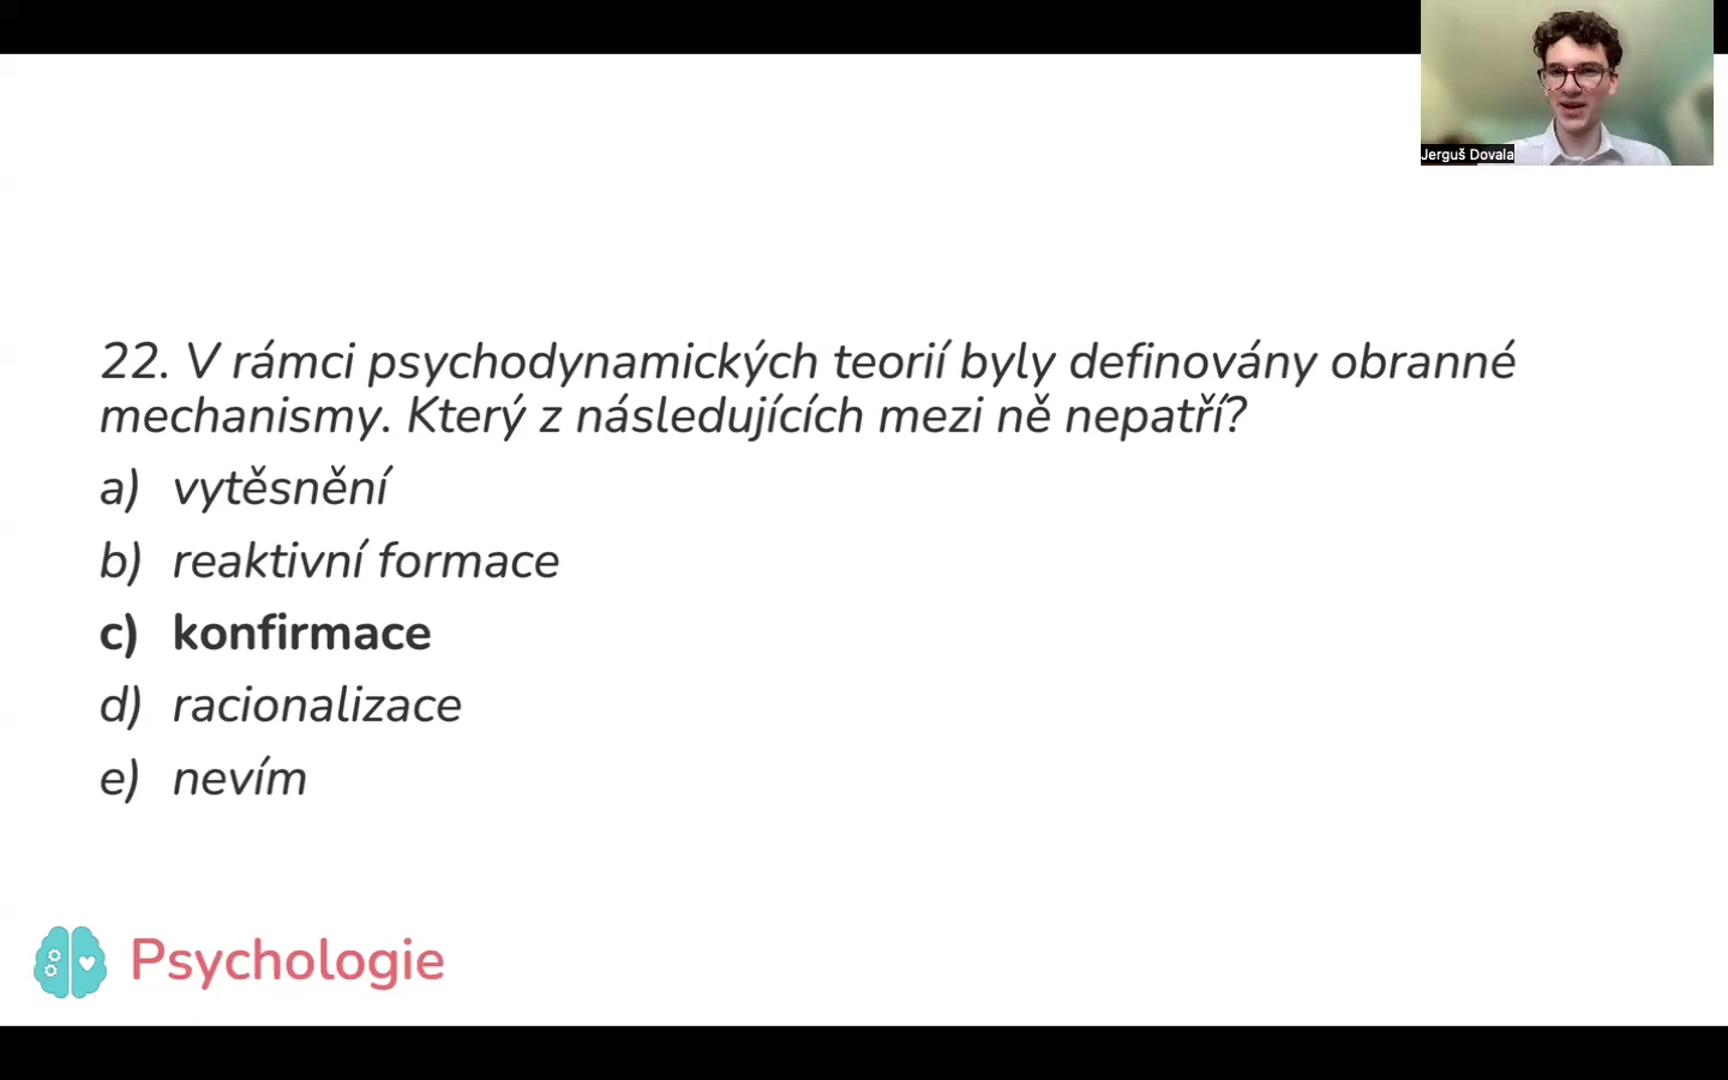 Jerguš Dovala
22. V rámci psychodynamických teorií byly definovány obranné
mechanismy. Který z následujících mezi ně nepatří?
a) vytěsnění
b) reaktivní formace
c) konfirmace
d) racionalizace
e) nevím
Psychologie